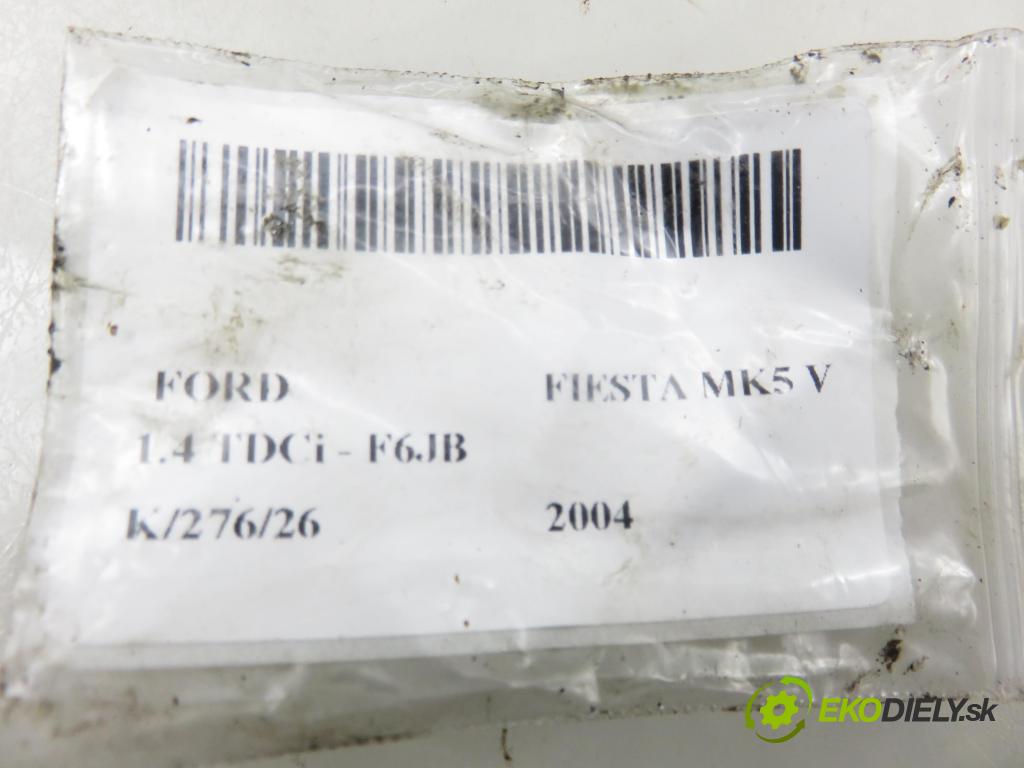 FORD FIESTA MK5 V
1.4 TDCi - F6JB
K/276/26 2004
EKODIELY.sk